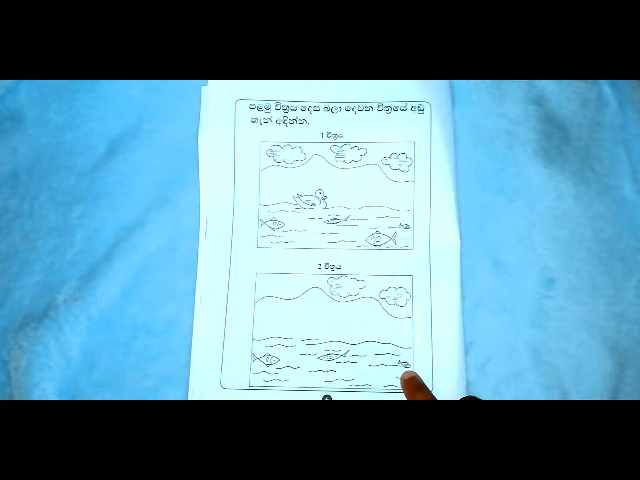 පළමු චිත්‍රය දෙස බලා දෙවන චිත්‍රයේ අඩු
තැන් අඳින්න.
1 චිත්‍රය
2 චිත්‍රය